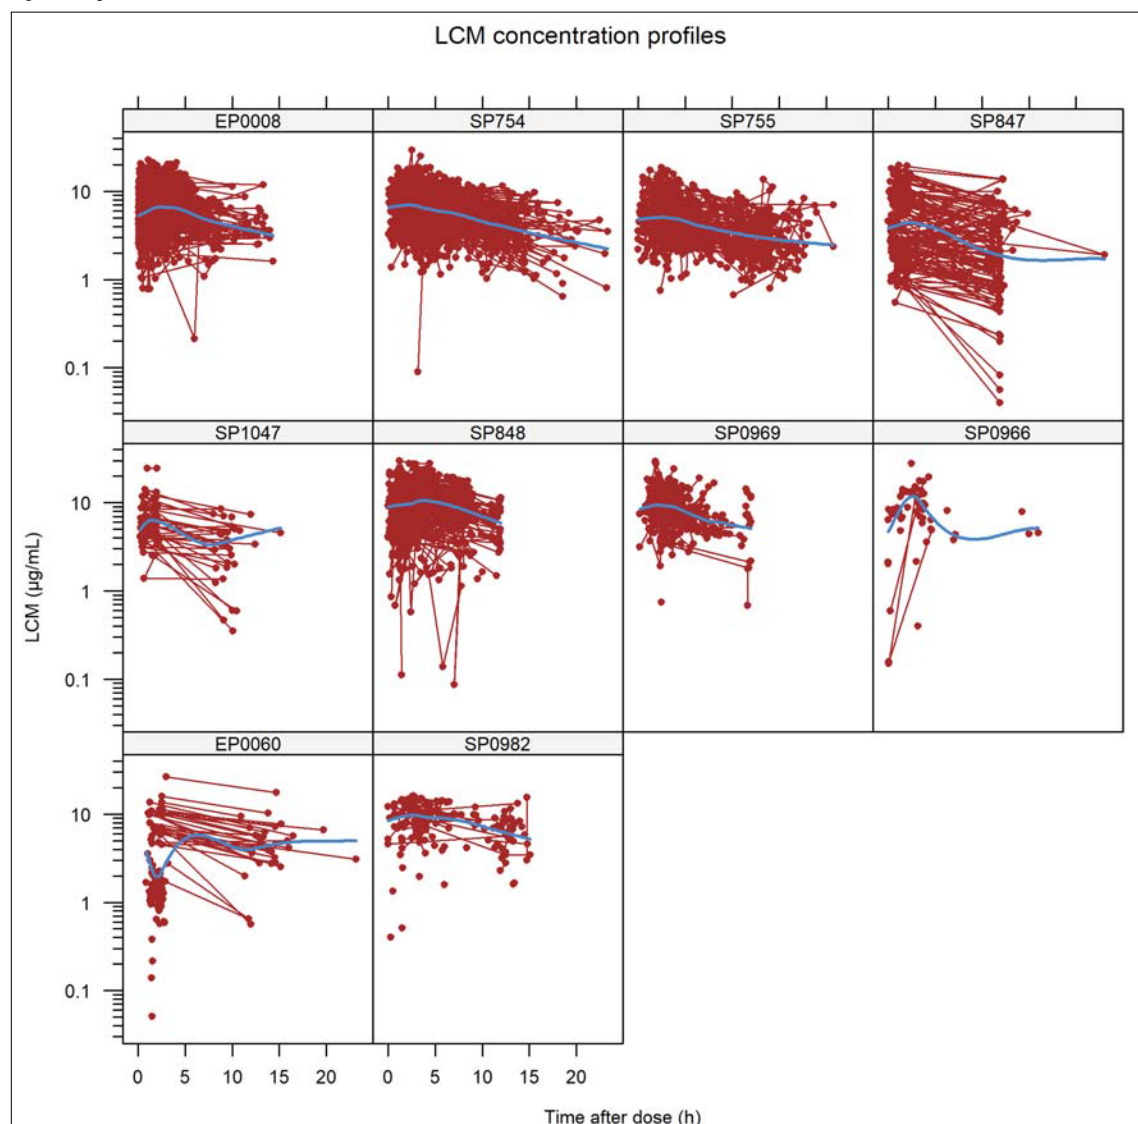 LCM concentration profiles
EP0008 SP754 SP755 SP847
10
1
0.1
SP1047 SP848 SP0969 SP0966
10
1
0.1
LCM (µg/mL)
EP0060 SP0982
10
1
0.1
0 5 10 15 20 0 5 10 15 20
Time after dose (h)